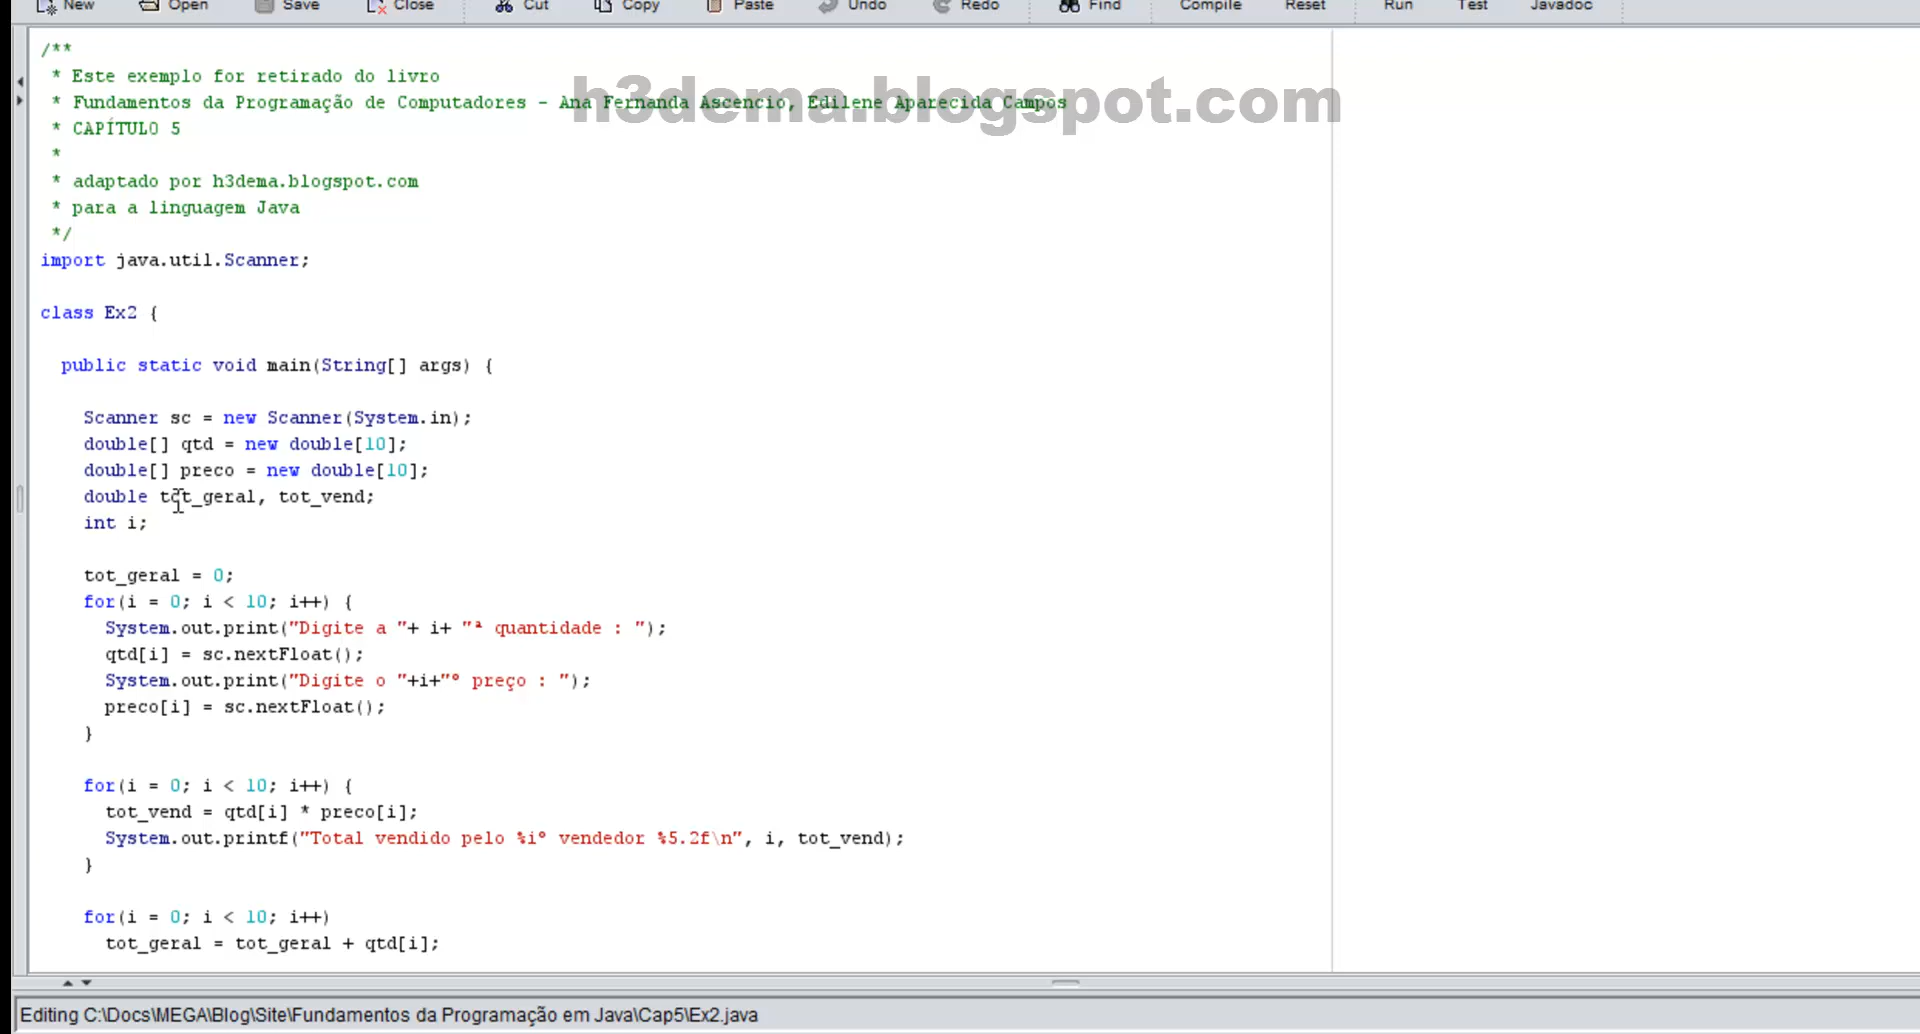 New Open Save Close Cut Copy Paste Undo Redo Find Compile Reset Run Test Javadoc
h3dema.blogspot.com
/**
 * Este exemplo for retirado do livro
 * Fundamentos da Programação de Computadores - Ana Fernanda Ascencio, Edilene Aparecida Campos
 * CAPÍTULO 5
 *
 * adaptado por h3dema.blogspot.com
 * para a linguagem Java
 */
import java.util.Scanner;
class Ex2 {
  public static void main(String[] args) {
    Scanner sc = new Scanner(System.in);
    double[] qtd = new double[10];
    double[] preco = new double[10];
    double tot_geral, tot_vend;
    int i;
    tot_geral = 0;
    for(i = 0; i < 10; i++) {
      System.out.print("Digite a "+ i+ "ª quantidade : ");
      qtd[i] = sc.nextFloat();
      System.out.print("Digite o "+i+"º preço : ");
      preco[i] = sc.nextFloat();
    }
    for(i = 0; i < 10; i++) {
      tot_vend = qtd[i] * preco[i];
      System.out.printf("Total vendido pelo %iº vendedor %5.2f\n", i, tot_vend);
    }
    for(i = 0; i < 10; i++)
      tot_geral = tot_geral + qtd[i];
Editing C:\Docs\MEGA\Blog\Site\Fundamentos da Programação em Java\Cap5\Ex2.java